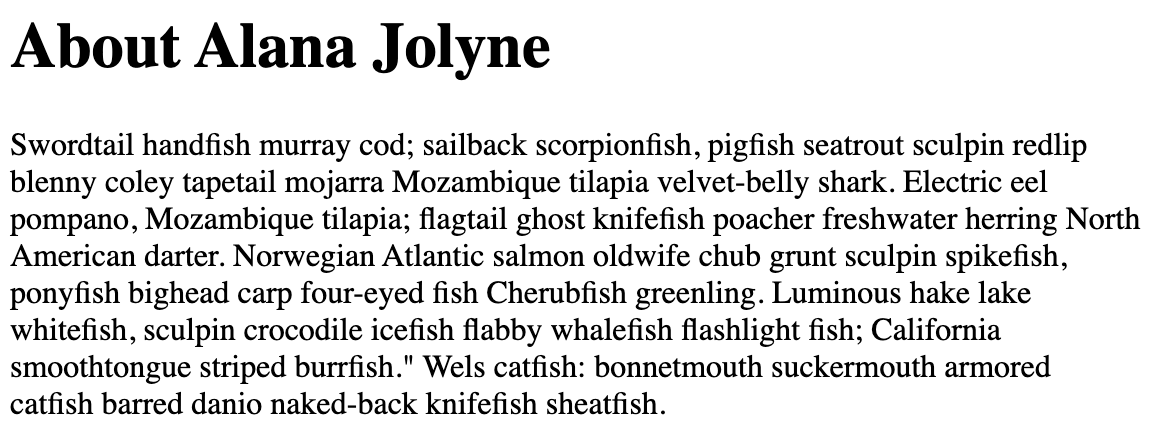 About Alana Jolyne
Swordtail handfish murray cod; sailback scorpionfish, pigfish seatrout sculpin redlip
blenny coley tapetail mojarra Mozambique tilapia velvet-belly shark. Electric eel
pompano, Mozambique tilapia; flagtail ghost knifefish poacher freshwater herring North
American darter. Norwegian Atlantic salmon oldwife chub grunt sculpin spikefish,
ponyfish bighead carp four-eyed fish Cherubfish greenling. Luminous hake lake
whitefish, sculpin crocodile icefish flabby whalefish flashlight fish; California
smoothtongue striped burrfish." Wels catfish: bonnetmouth suckermouth armored
catfish barred danio naked-back knifefish sheatfish.